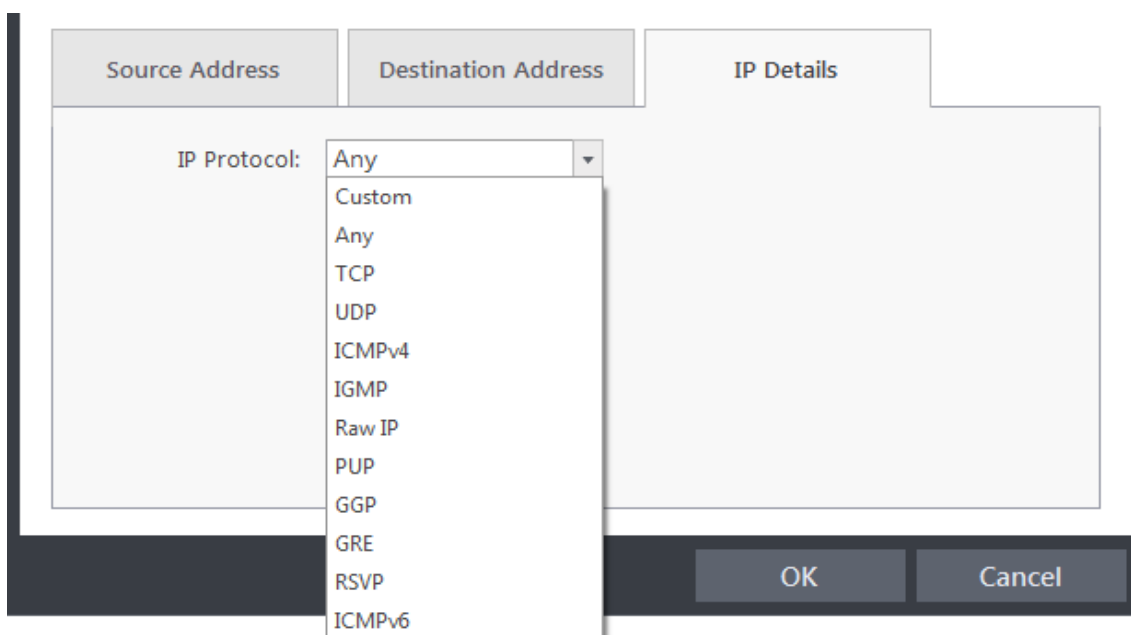 Source Address
Destination Address
IP Details
IP Protocol:
Any
Custom
Any
TCP
UDP
ICMPv4
IGMP
Raw IP
PUP
GGP
GRE
RSVP
ICMPv6
OK
Cancel